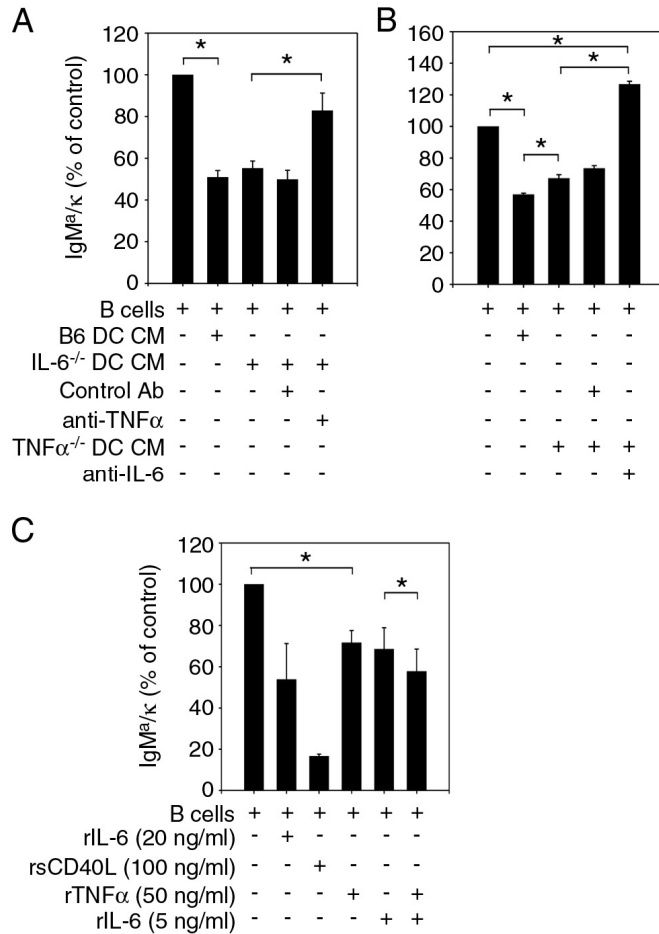 A
IgMᵃ/κ (% of control)
120
100
80
60
40
20
0
*
*
B cells + + + + +
B6 DC CM - + - - -
IL-6⁻/⁻ DC CM - - + + +
Control Ab - - - + -
anti-TNFα - - - - +
TNFα⁻/⁻ DC CM - - - - -
anti-IL-6 - - - - -
B
160
140
120
100
80
60
40
20
0
*
*
*
*
+ + + + +
- + - - -
- - - - -
- - - + -
- - - - -
- - + + +
- - - - +
C
IgMᵃ/κ (% of control)
120
100
80
60
40
20
0
*
*
B cells + + + + + +
rIL-6 (20 ng/ml) - + - - - -
rsCD40L (100 ng/ml) - - + - - -
rTNFα (50 ng/ml) - - - + - +
rIL-6 (5 ng/ml) - - - - + +